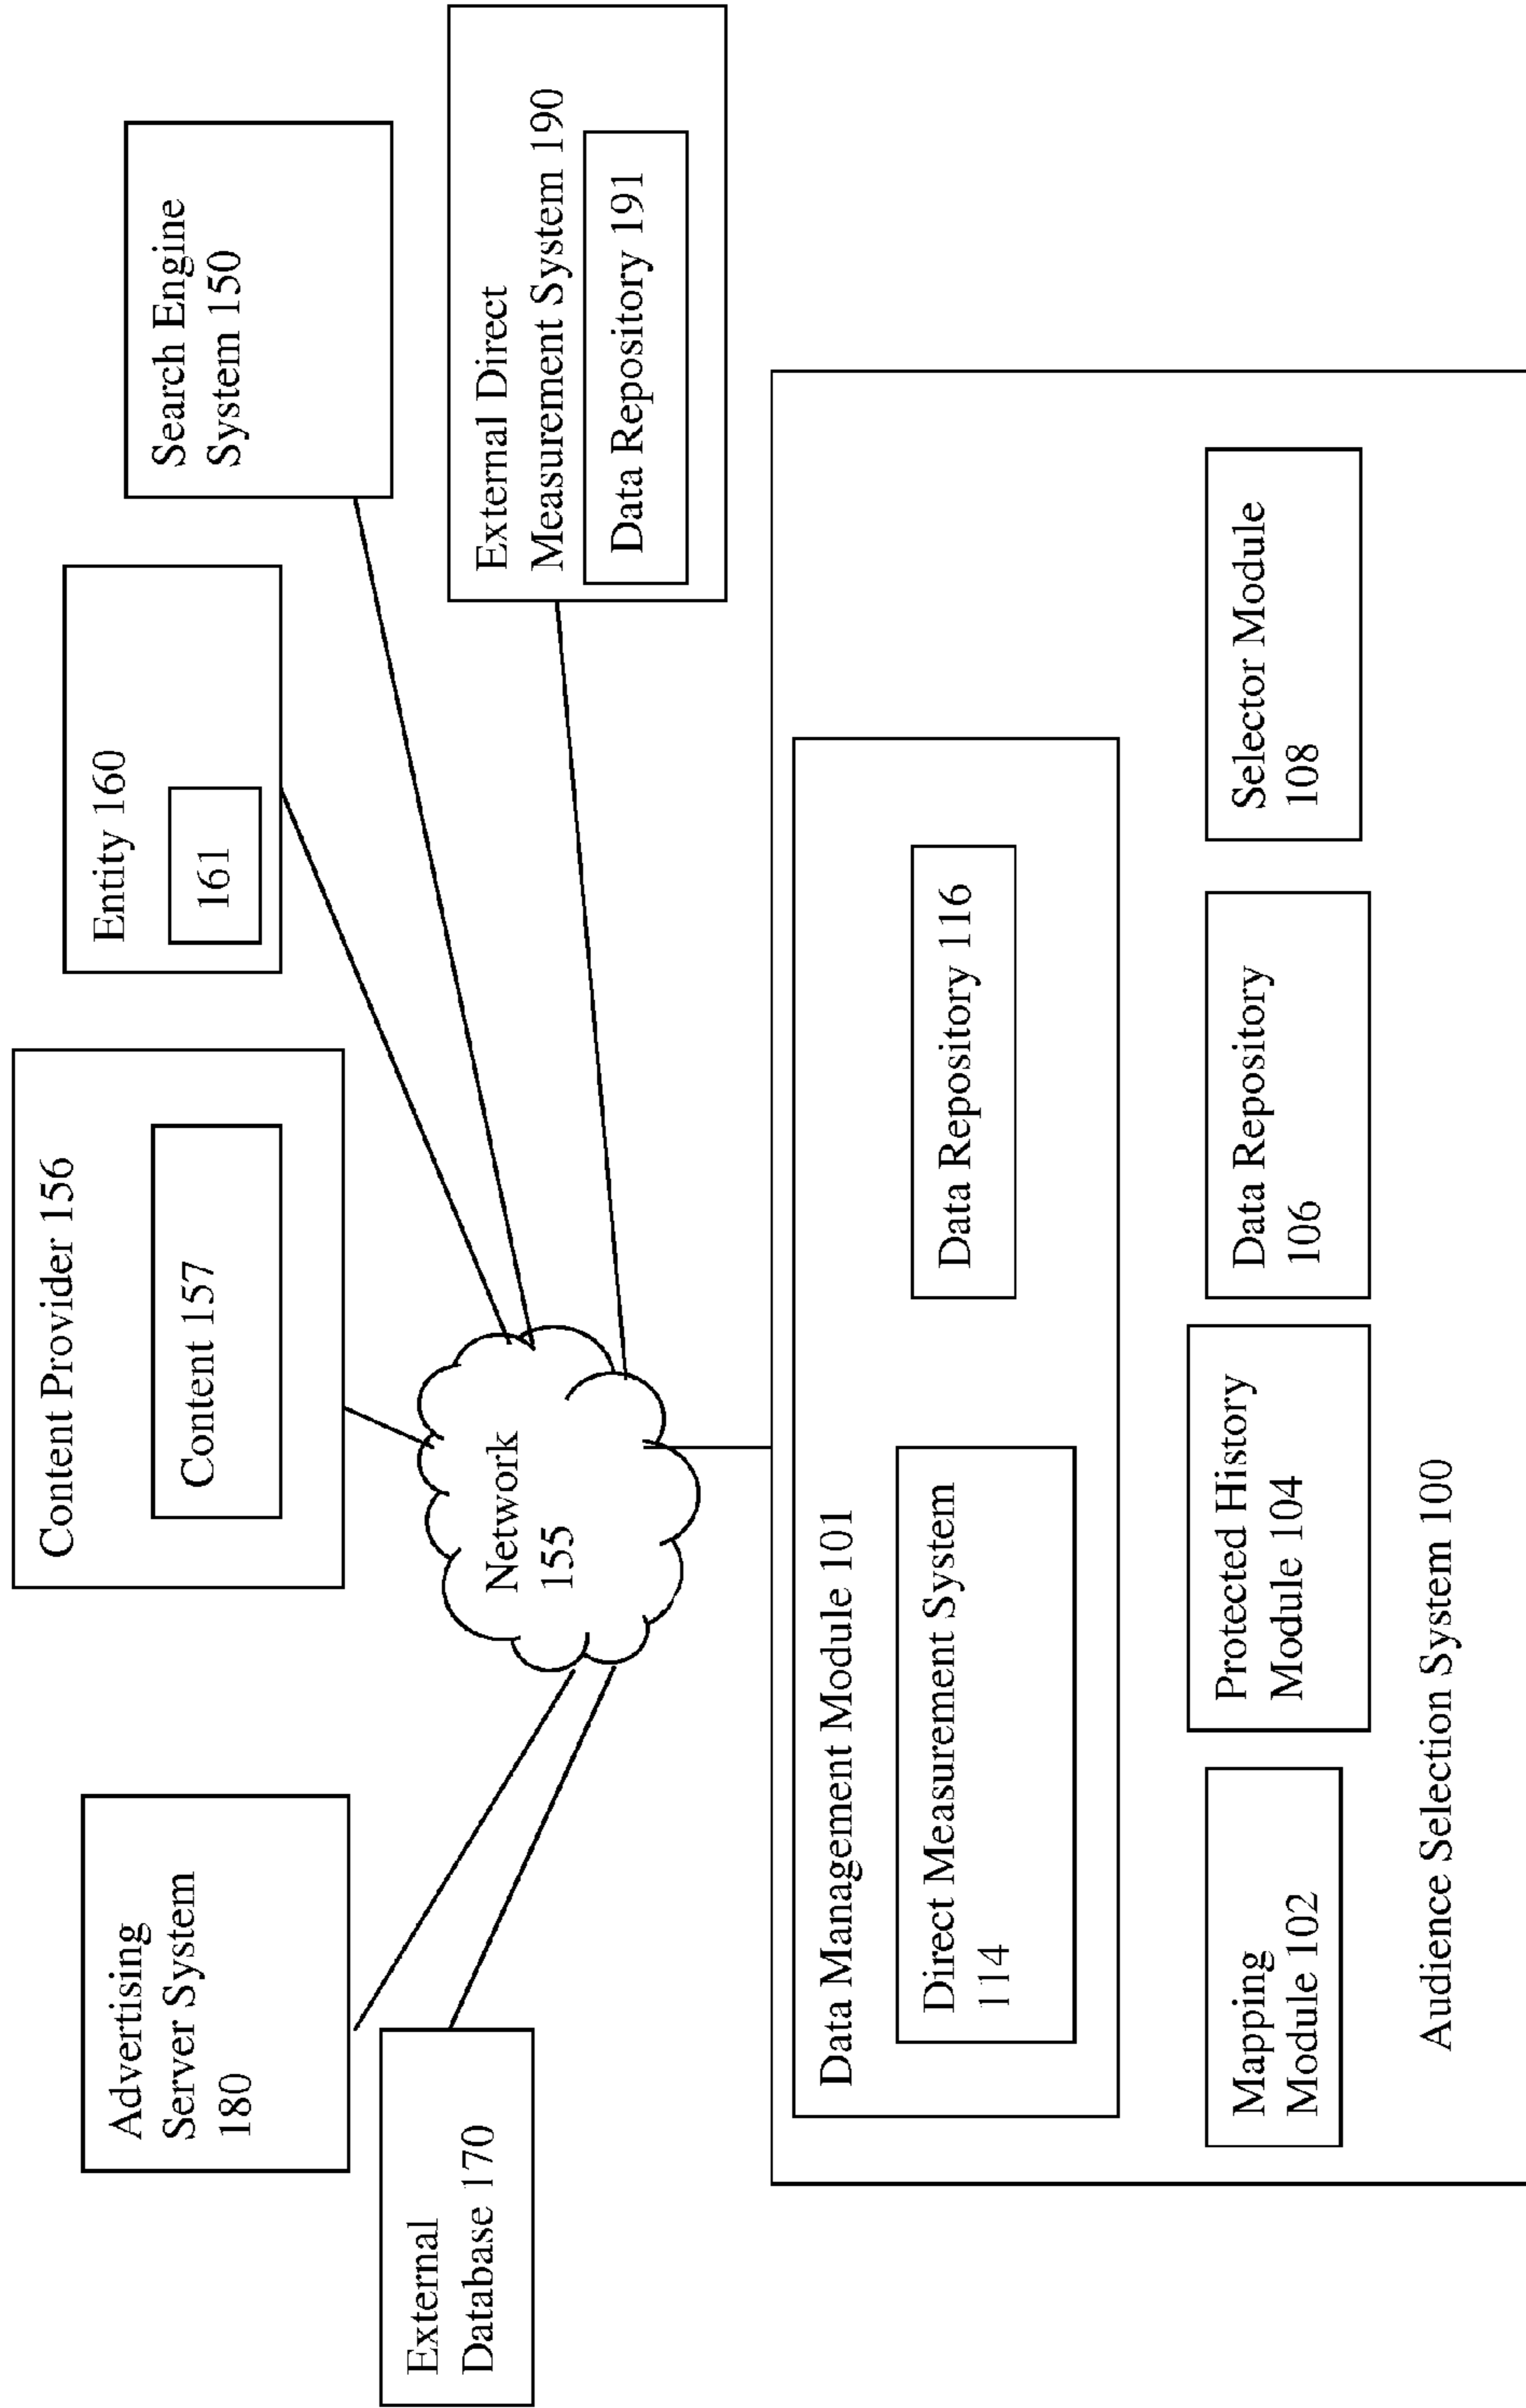 Advertising
Server System
180
External
Database 170
Content Provider 156
Content 157
Entity 160
161
Search Engine
System 150
External Direct
Measurement System 190
Data Repository 191
Network
155
Data Management Module 101
Direct Measurement System
114
Data Repository 116
Mapping
Module 102
Protected History
Module 104
Data Repository
106
Selector Module
108
Audience Selection System 100